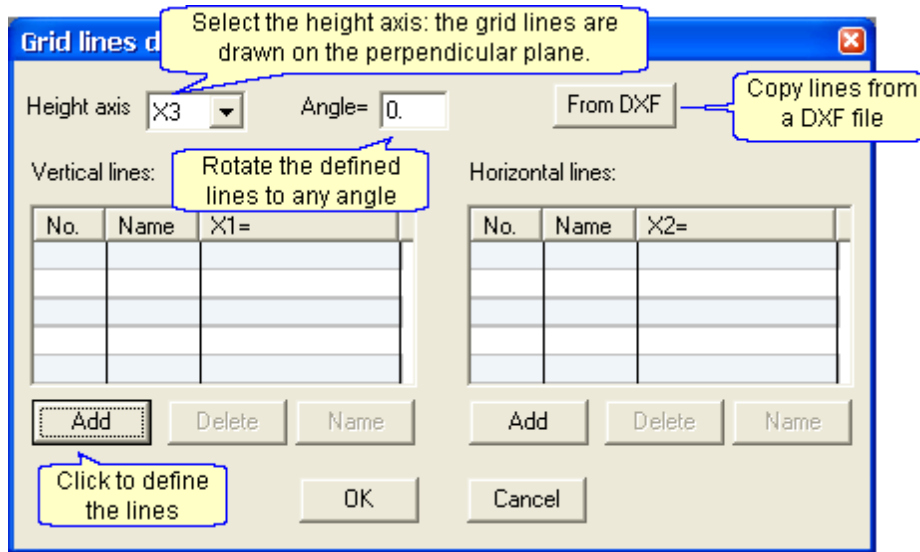 Select the height axis: the grid lines are
drawn on the perpendicular plane.
Grid lines d
Height axis X3 Angle= 0. From DXF
Copy lines from
a DXF file
Rotate the defined
lines to any angle
Vertical lines: Horizontal lines:
No. Name X1= No. Name X2=
Add Delete Name Add Delete Name
Click to define
the lines
OK Cancel